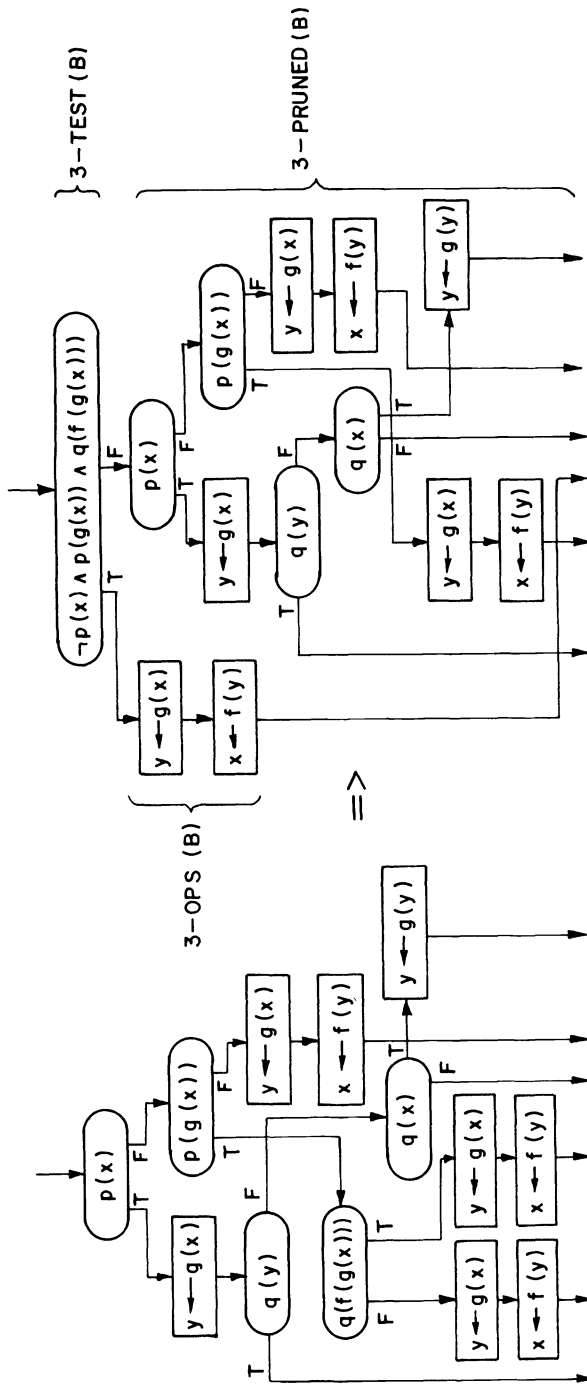 p(x)
T
F
y ← g(x)
p(g(x))
T
F
q(y)
T
F
y ← g(x)
x ← f(y)
q(f(g(x)))
F
T
q(x)
T
F
y ← g(y)
y ← g(x)
x ← f(y)
y ← g(x)
x ← f(y)
=>
3-OPS (B)
3-TEST (B)
3-PRUNED (B)
¬p(x) ∧ p(g(x)) ∧ q(f(g(x)))
T
F
y ← g(x)
x ← f(y)
p(x)
T
F
y ← g(x)
p(g(x))
T
F
q(y)
T
F
y ← g(x)
x ← f(y)
q(x)
F
T
y ← g(y)
y ← g(x)
x ← f(y)